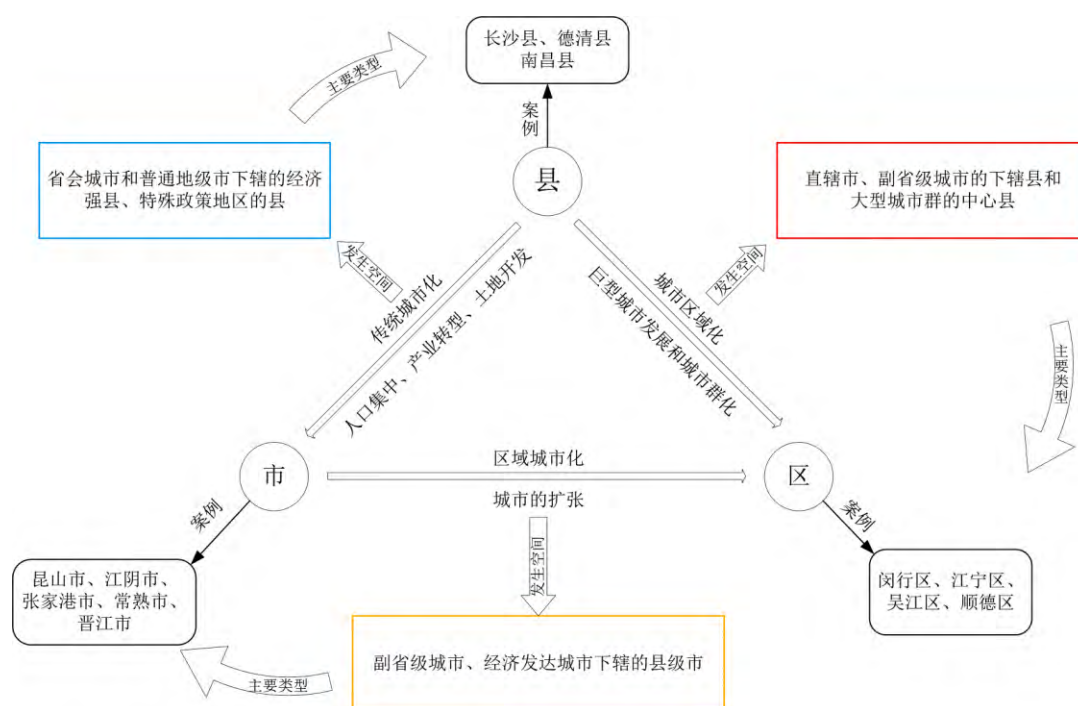 长沙县、德清县
南昌县
主要类型
案例
县
省会城市和普通地级市下辖的经济
强县、特殊政策地区的县
直辖市、副省级城市的下辖县和
大型城市群的中心县
发生空间
传统城市化
人口集中、产业转型、土地开发
发生空间
城市区域化
巨型城市发展和城市群化
主要类型
市
区域城市化
城市的扩张
区
案例
昆山市、江阴市、
张家港市、常熟市、
晋江市
发生空间
案例
闵行区、江宁区、
吴江区、顺德区
副省级城市、经济发达城市下辖的县级市
主要类型